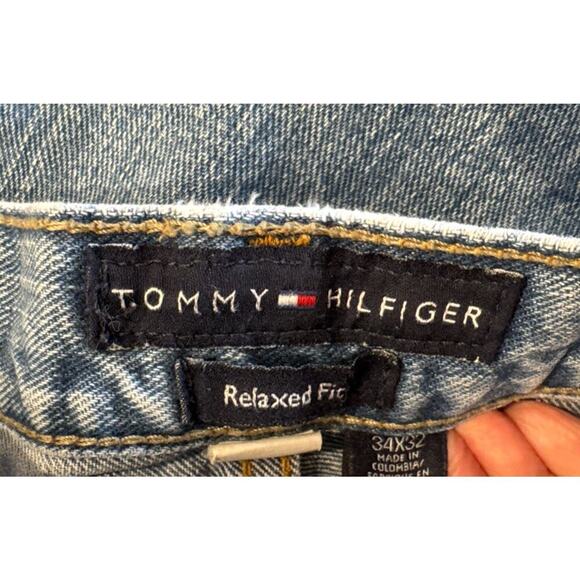 TOMMY HILFIGER
Relaxed Fit
34X32
MADE IN
COLOMBIA/